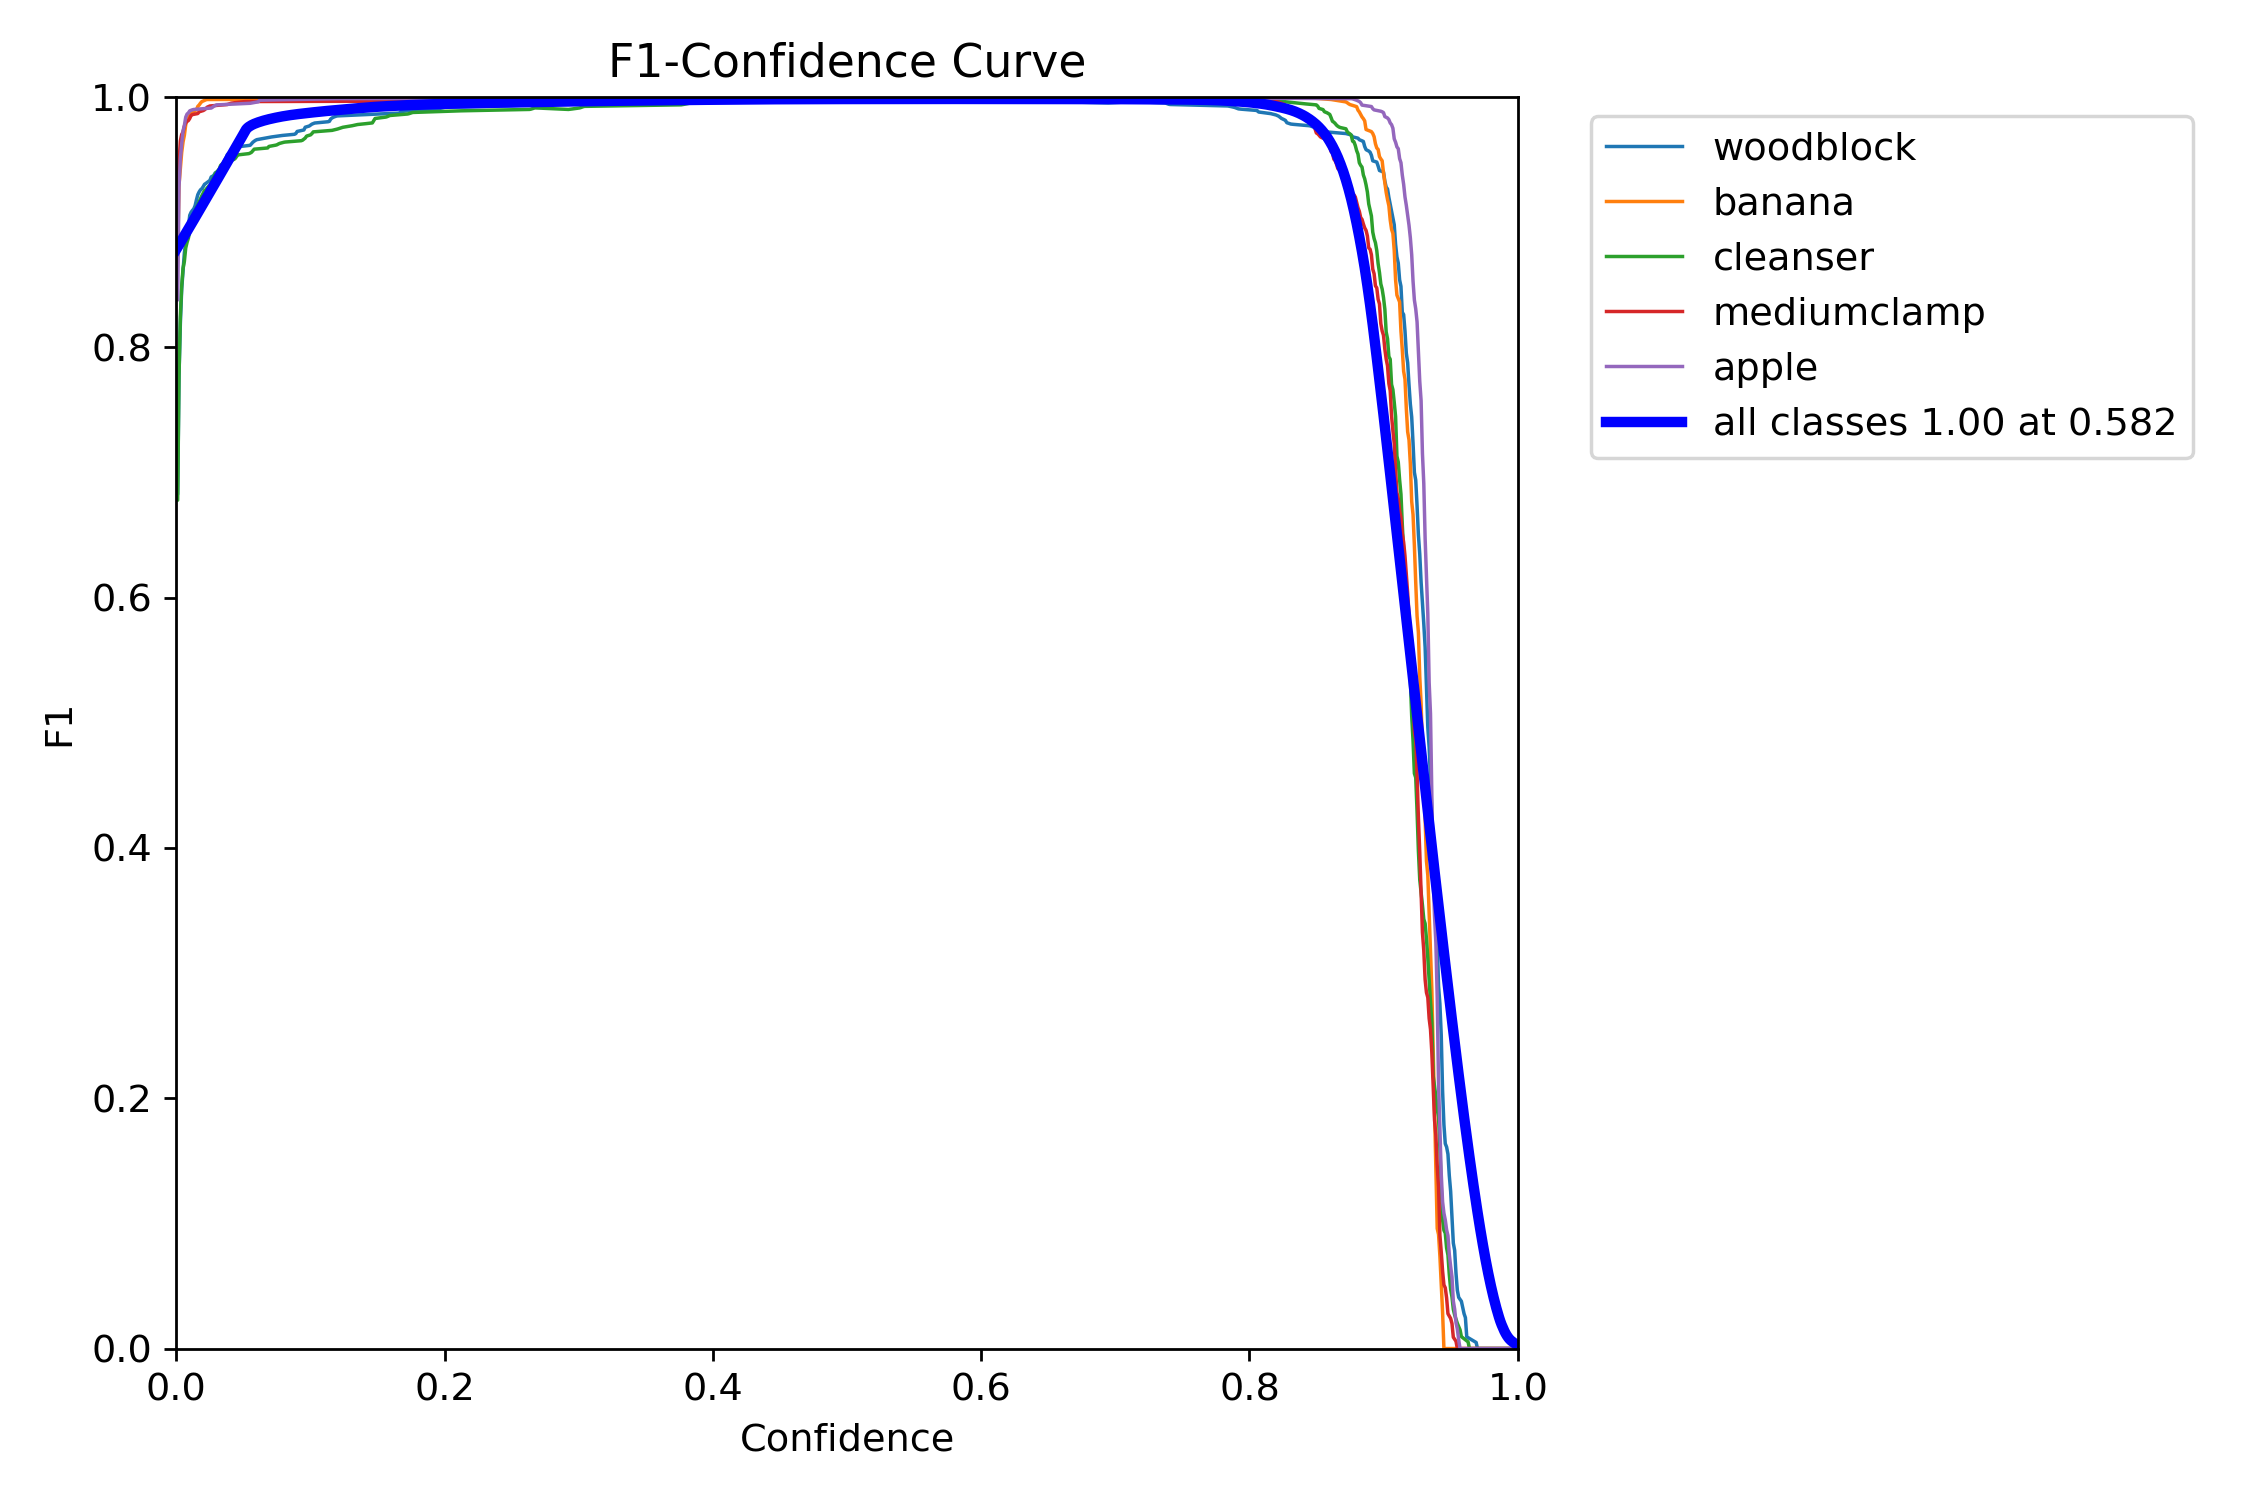 F1-Confidence Curve
1.0
0.8
0.6
0.4
0.2
0.0
F1
0.0 0.2 0.4 0.6 0.8 1.0
Confidence
woodblock
banana
cleanser
mediumclamp
apple
all classes 1.00 at 0.582